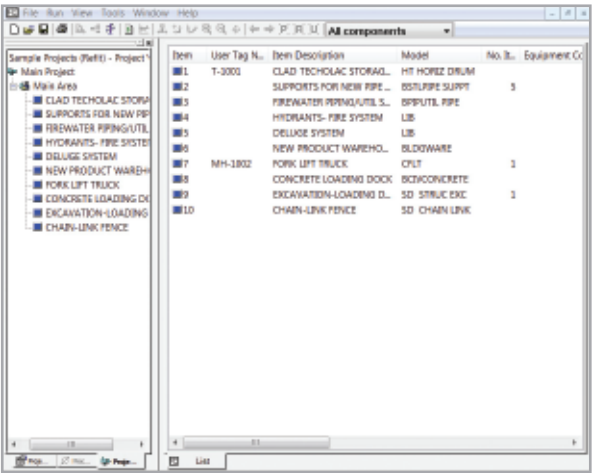 File Run View Tools Window Help
All components
Sample Projects (Refit) - Project
Main Project
Main Area
CLAD TECHOLAC STORA
SUPPORTS FOR NEW PIP
FIREWATER PIPING/UTIL
HYDRANTS- FIRE SYSTE
DELUGE SYSTEM
NEW PRODUCT WAREH
FORK LIFT TRUCK
CONCRETE LOADING DO
EXCAVATION-LOADING
CHAIN-LINK FENCE
Item User Tag N... Item Description Model No. It... Equipment Co
1 T-1001 CLAD TECHOLAC STORAG... HT HORIZ DRUM
2 SUPPORTS FOR NEW PIPE ... BSTLPIPE SUPPT 5
3 FIREWATER PIPING/UTIL S... BPIPUTIL PIPE
4 HYDRANTS- FIRE SYSTEM LIB
5 DELUGE SYSTEM LIB
6 NEW PRODUCT WAREHO... BLDGWARE
7 MH-1002 FORK LIFT TRUCK CFLT 1
8 CONCRETE LOADING DOCK BCIVCONCRETE
9 EXCAVATION-LOADING D... SD STRUC EXC 1
10 CHAIN-LINK FENCE SD CHAIN LINK
Proje...
List